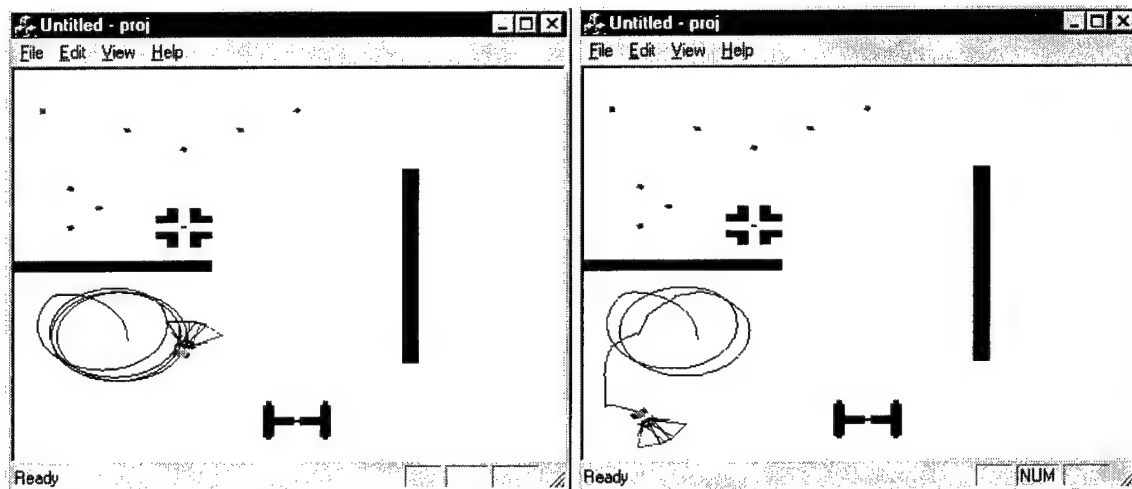 Untitled - proj
File Edit View Help
Ready
Untitled - proj
File Edit View Help
Ready NUM